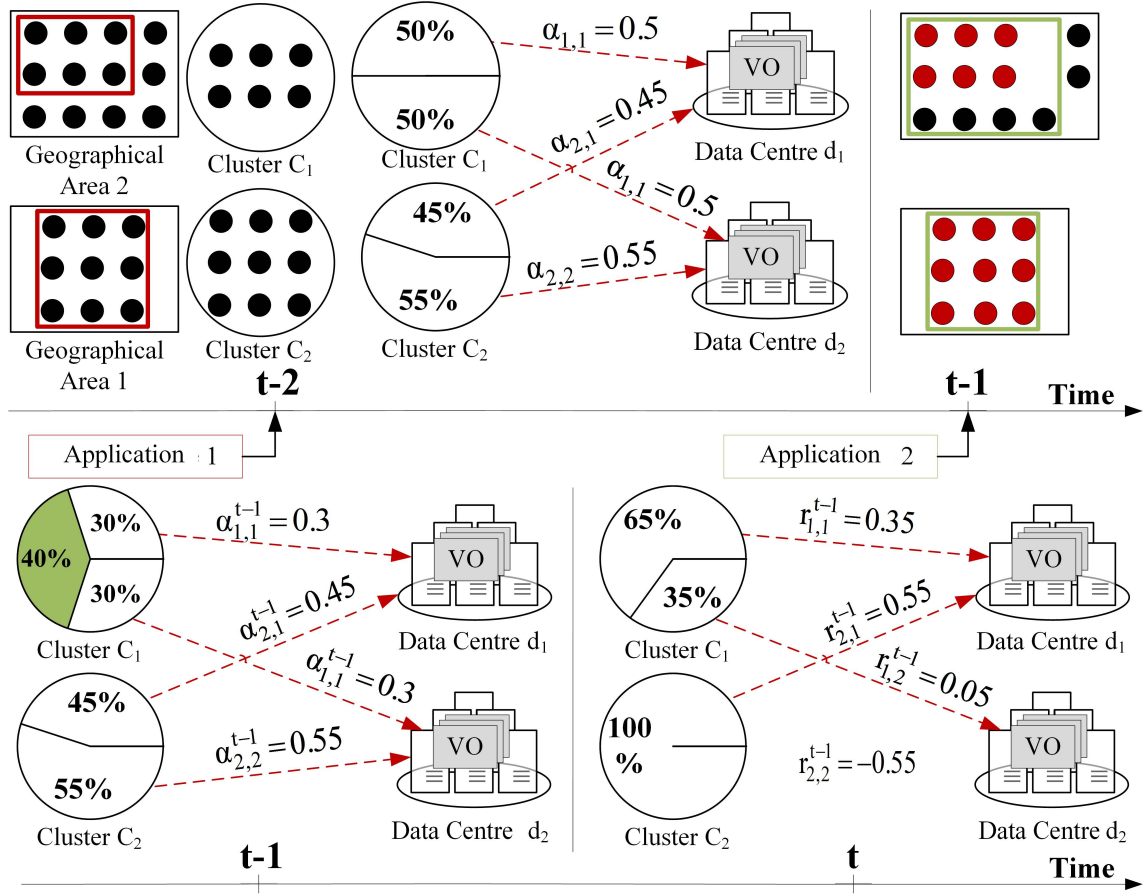 Geographical
Area 2
Cluster C₁
50%
50%
Cluster C₁
α₁,₁ = 0.5
α₂,₁ = 0.45
α₁,₁ = 0.5
VO
Data Centre d₁
Geographical
Area 1
Cluster C₂
45%
55%
Cluster C₂
α₂,₂ = 0.55
VO
Data Centre d₂
t-2
t-1
Time
Application : 1
Application 2
30%
40%
30%
Cluster C₁
α₁,₁ᵗ⁻¹ = 0.3
α₂,₁ᵗ⁻¹ = 0.45
α₁,₁ᵗ⁻¹ = 0.3
VO
Data Centre d₁
45%
55%
Cluster C₂
α₂,₂ᵗ⁻¹ = 0.55
VO
Data Centre d₂
65%
35%
Cluster C₁
r₁,₁ᵗ⁻¹ = 0.35
r₂,₁ᵗ⁻¹ = 0.55
r₁,₂ᵗ⁻¹ = 0.05
VO
Data Centre d₁
100
%
Cluster C₂
r₂,₂ᵗ⁻¹ = −0.55
VO
Data Centre d₂
t-1
t
Time